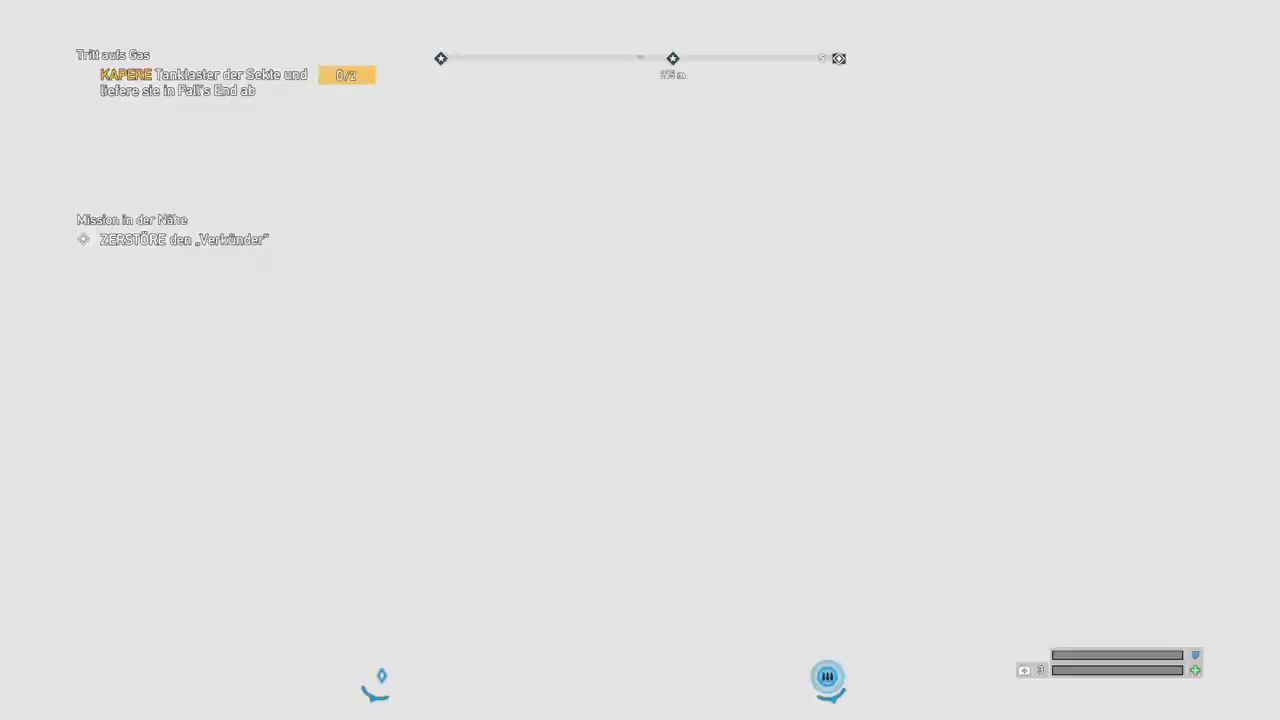 Tritt aufs Gas
KAPERE Tanklaster der Sekte und 0/2
liefere sie in Fall's End ab
S
Mission in der Nähe
ZERSTÖRE den „Verkünder“
3